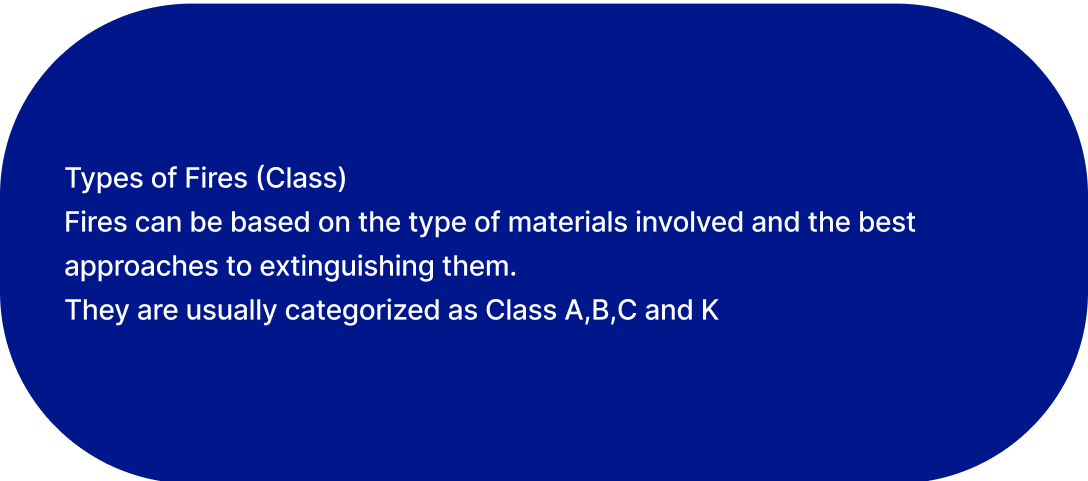 Types of Fires (Class)
Fires can be based on the type of materials involved and the best
approaches to extinguishing them.
They are usually categorized as Class A,B,C and K